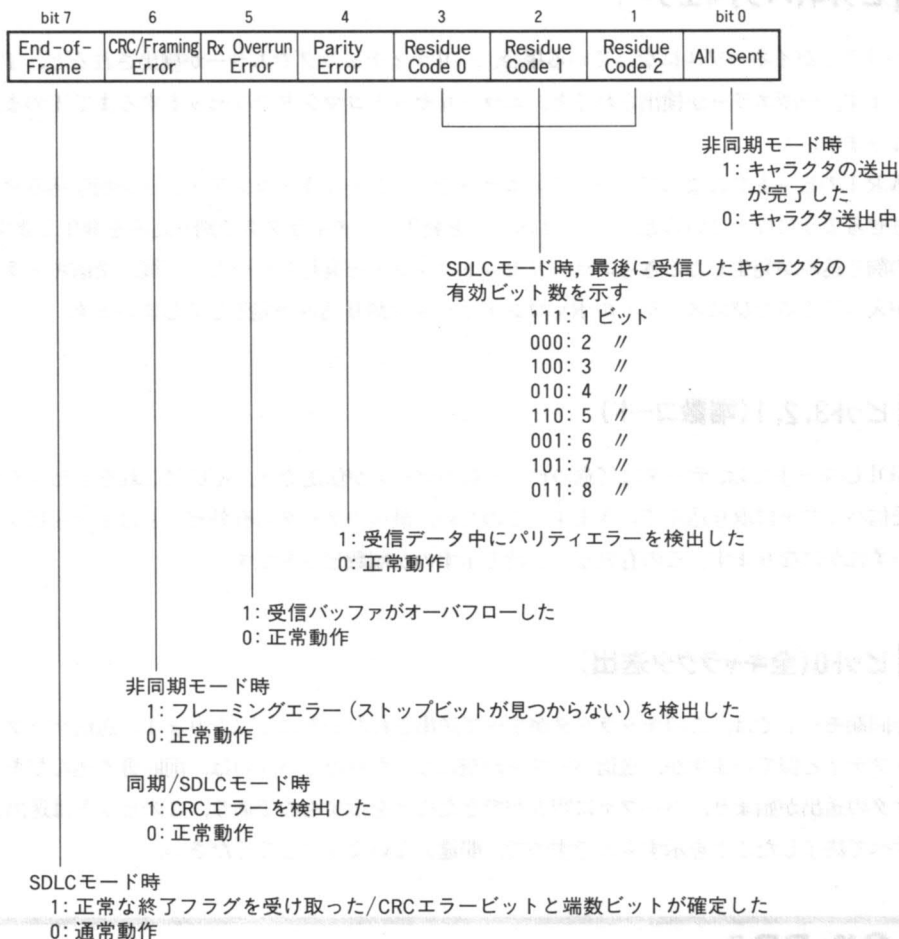 bit 7 6 5 4 3 2 1 bit 0
End-of-Frame CRC/Framing Error Rx Overrun Error Parity Error Residue Code 0 Residue Code 1 Residue Code 2 All Sent
非同期モード時
1: キャラクタの送出
が完了した
0: キャラクタ送出中
SDLCモード時, 最後に受信したキャラクタの
有効ビット数を示す
111: 1 ビット
000: 2 〃
100: 3 〃
010: 4 〃
110: 5 〃
001: 6 〃
101: 7 〃
011: 8 〃
1: 受信データ中にパリティエラーを検出した
0: 正常動作
1: 受信バッファがオーバフローした
0: 正常動作
非同期モード時
1: フレーミングエラー (ストップビットが見つからない) を検出した
0: 正常動作
同期/SDLCモード時
1: CRCエラーを検出した
0: 正常動作
SDLCモード時
1: 正常な終了フラグを受け取った/CRCエラービットと端数ビットが確定した
0: 通常動作